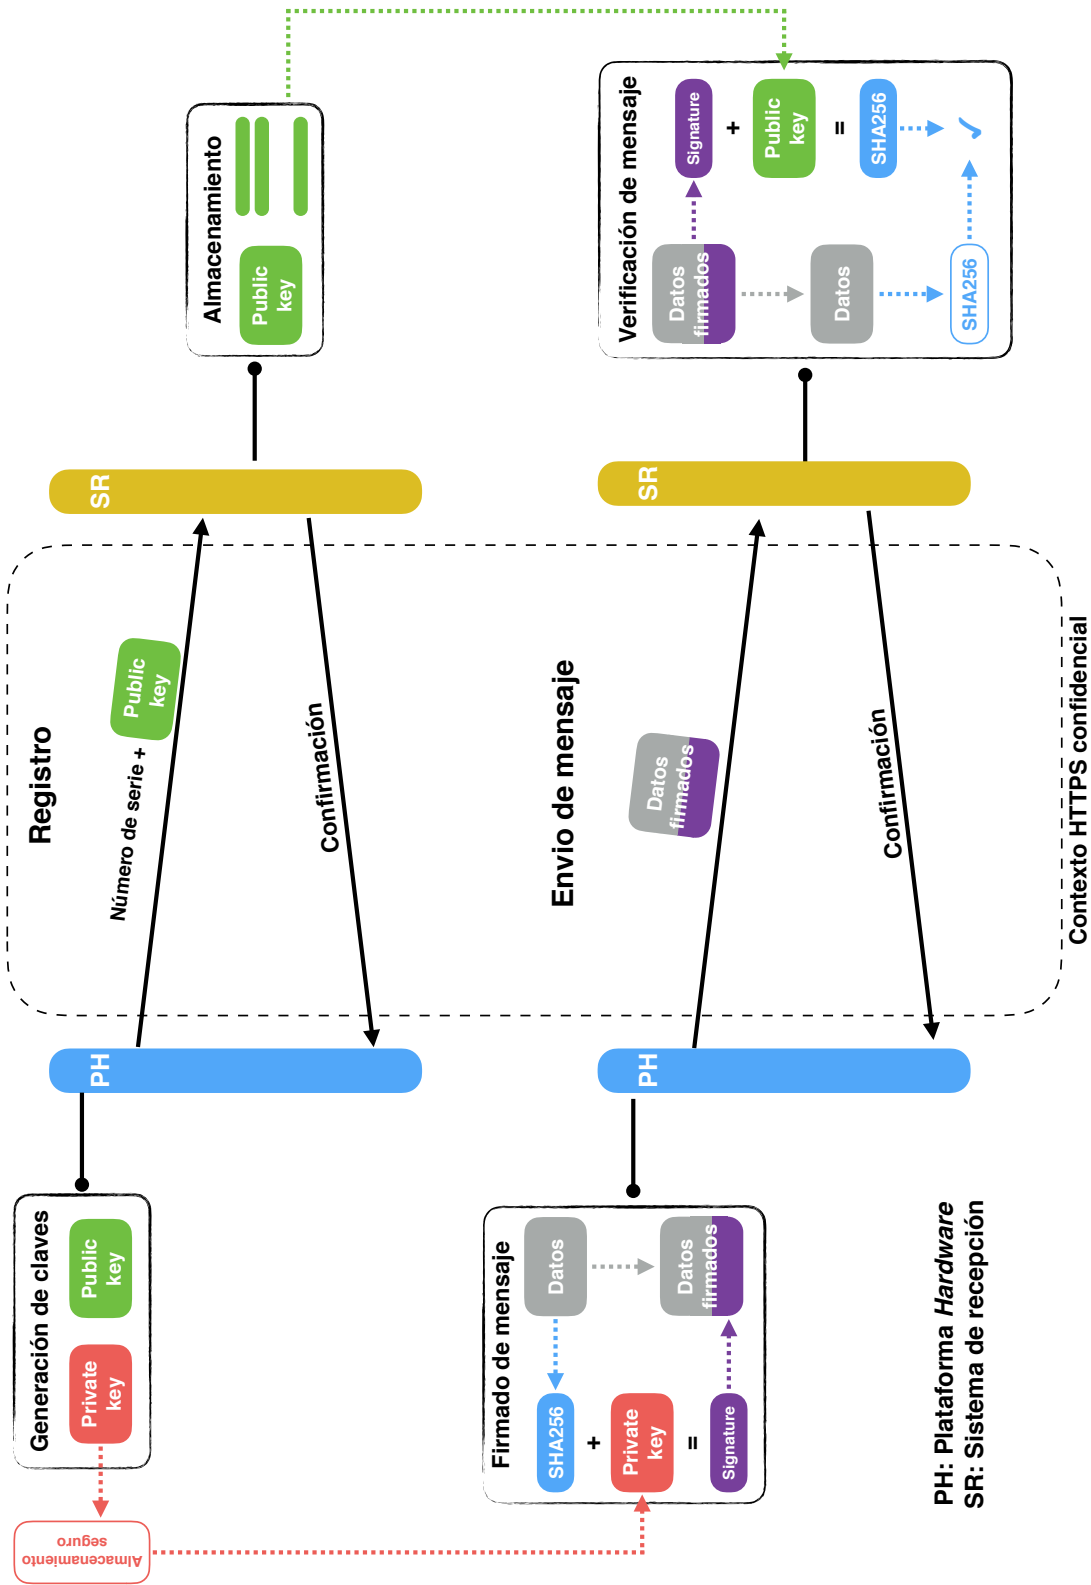 Generación de claves
Private
key
Public
key
Almacenamiento
seguro
PH
Registro
Número de serie +
Public
key
Confirmación
SR
Almacenamiento
Public
key
Firmado de mensaje
SHA256
+
Private
key
=
Signature
Datos
Datos
firmados
PH
Envio de mensaje
Datos
firmados
Confirmación
SR
Verificación de mensaje
Datos
firmados
Signature
+
Public
key
=
SHA256
Datos
SHA256
Contexto HTTPS confidencial
PH: Plataforma Hardware
SR: Sistema de recepción